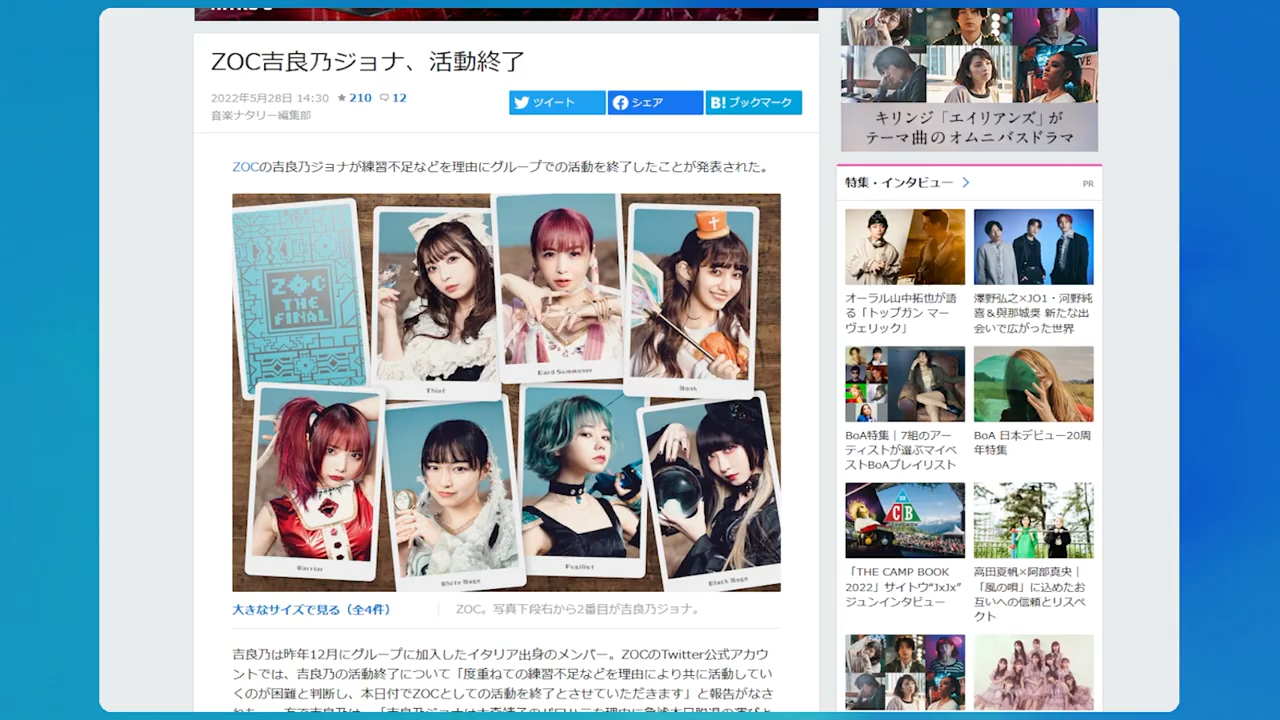 ZOC吉良乃ジョナ、活動終了
2022年5月28日 14:30 ★210 12
音楽ナタリー編集部
ツイート
シェア
B! ブックマーク
ZOCの吉良乃ジョナが練習不足などを理由にグループでの活動を終了したことが発表された。
ZOC
THE
FINAL
Thief
Hard Summoner
Monk
Warrior
White Mage
Pugilist
Black Mage
大きなサイズで見る(全4件)
ZOC。写真下段右から2番目が吉良乃ジョナ。
吉良乃は昨年12月にグループに加入したイタリア出身のメンバー。ZOCのTwitter公式アカウ
ントでは、吉良乃の活動終了について「度重ねての練習不足などを理由により共に活動してい
くのが困難と判断し、本日付でZOCとしての活動を終了とさせていただきます」と報告がなさ
キリンジ「エイリアンズ」が
テーマ曲のオムニバスドラマ
特集・インタビュー
PR
オーラル山中拓也が語
る「トップガン マー
ヴェリック」
澤野弘之×JO1・河野純
喜&與那城奨 新たな出
会いで広がった世界
BoA特集|7組のアー
ティストが選ぶマイベ
ストBoAプレイリスト
BoA 日本デビュー20周
年特集
CB
「THE CAMP BOOK
2022」サイトウ“JxJx”
ジュンインタビュー
高田夏帆×阿部真央|
「風の唄」に込めたお
互いへの信頼とリスペ
クト